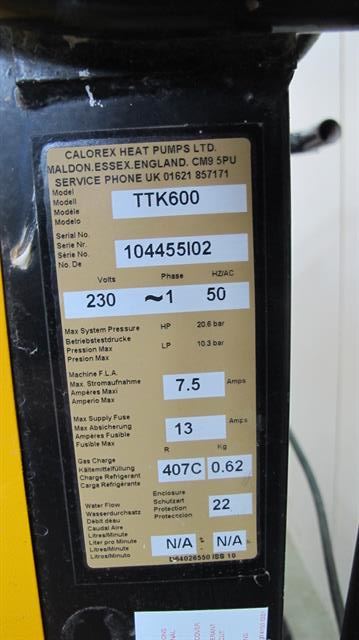 CALOREX HEAT PUMPS LTD.
MALDON.ESSEX.ENGLAND. CM9 5PU
SERVICE PHONE UK 01621 857171
Model
Modell
Modèle
Modelo
TTK600
Serial No.
Serie Nr.
Série No.
No. De
104455I02
Volts Phase HZ/AC
230 ~1 50
Max System Pressure HP 20.6 bar
Betriebstestdrucke
Pression Max LP 10.3 bar
Presion Max
Machine F.L.A.
Max. Stromaufnahme
Ampères Maxi
Amperio Max
7.5 Amps
Max Supply Fuse
Max Absicherung
Ampères Fusible
Fusible Max
13 Amps
Gas Charge
Kältemittelfüllung
Charge Refrigerant
Carga Refrigerante
R Kg
407C 0.62
Water Flow
Wasserdurchsatz
Débit deau
Caudal Aire
Enclosure
Schutzart
Protection
Protecccion
22
Litres/Minute
Liter pro Minute
Litres/Minute
Litros/Minuto
N/A N/A
ISS 10